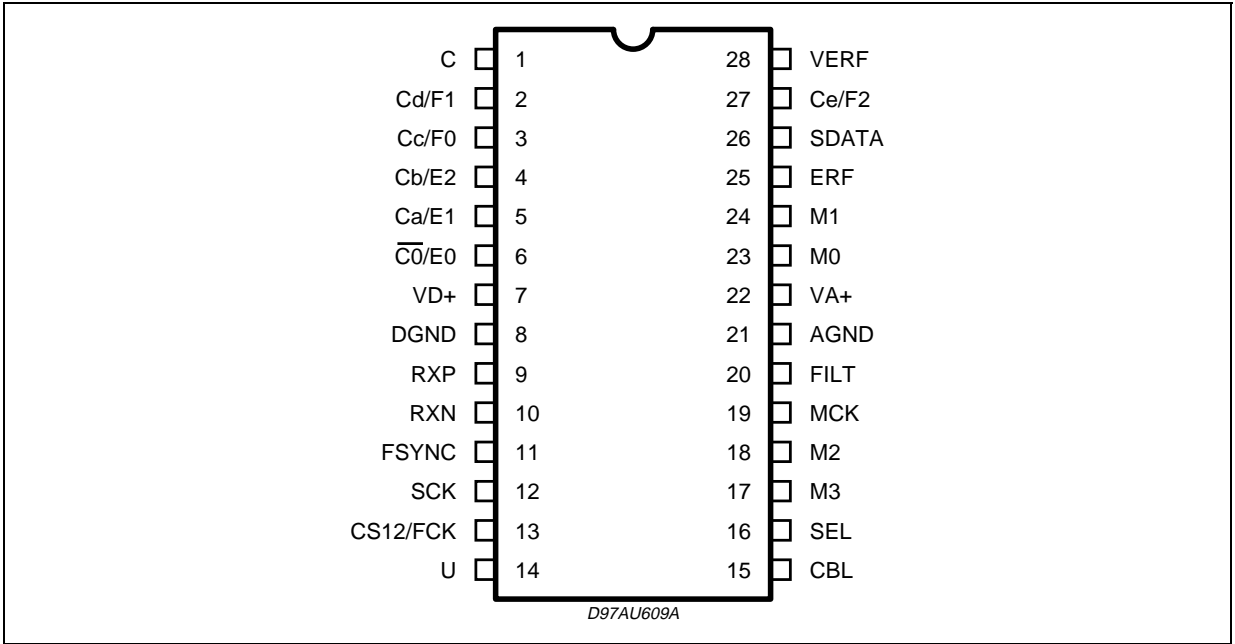 C 1 28 VERF
Cd/F1 2 27 Ce/F2
Cc/F0 3 26 SDATA
Cb/E2 4 25 ERF
Ca/E1 5 24 M1
C̅0̅/E0 6 23 M0
VD+ 7 22 VA+
DGND 8 21 AGND
RXP 9 20 FILT
RXN 10 19 MCK
FSYNC 11 18 M2
SCK 12 17 M3
CS12/FCK 13 16 SEL
U 14 15 CBL
D97AU609A